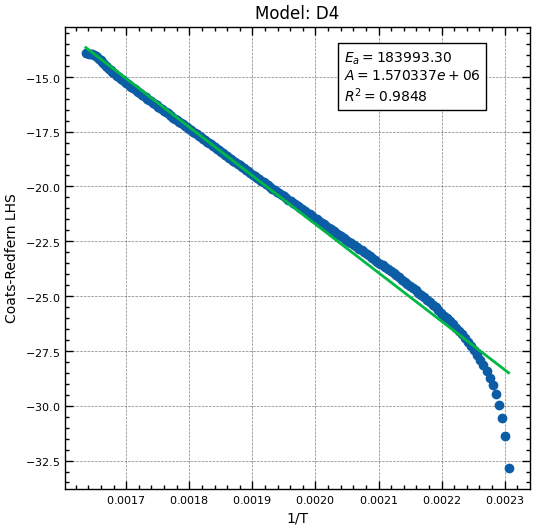 Model: D4
E_a = 183993.30
A = 1.570337e + 06
R^2 = 0.9848
Coats-Redfern LHS
−15.0
−17.5
−20.0
−22.5
−25.0
−27.5
−30.0
−32.5
0.0017 0.0018 0.0019 0.0020 0.0021 0.0022 0.0023
1/T